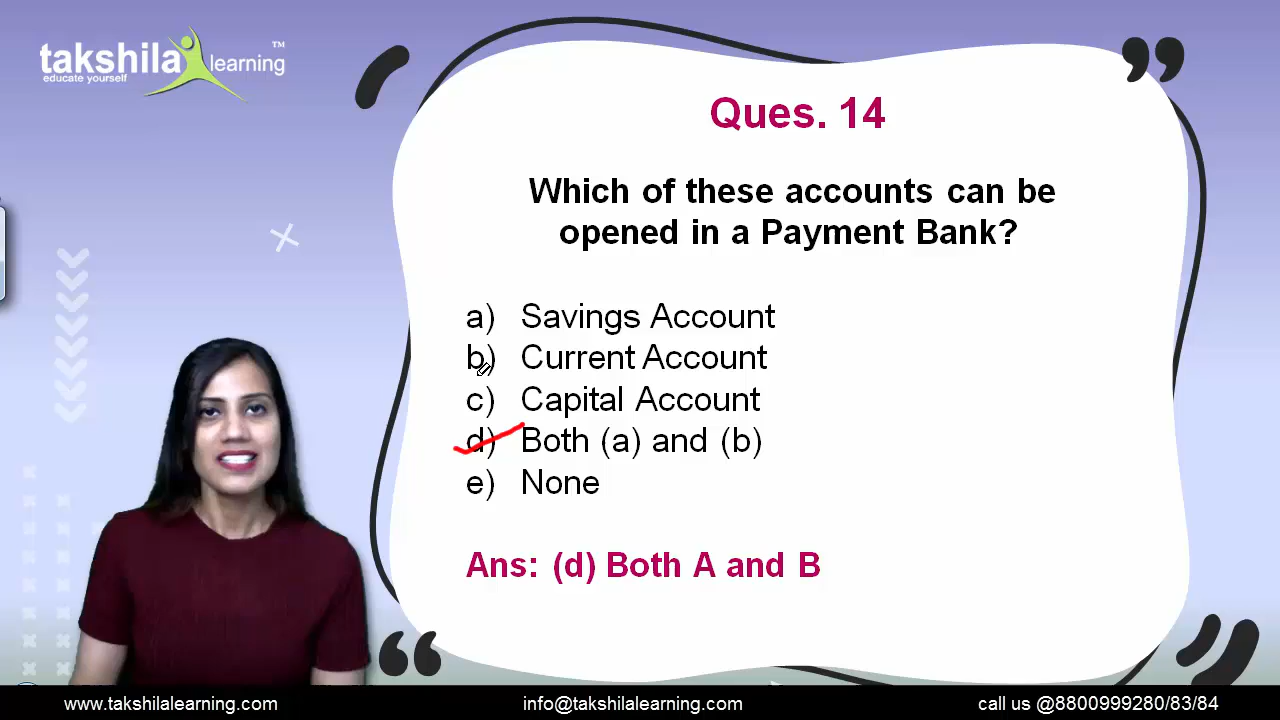 takshila learning™
educate yourself
Ques. 14
Which of these accounts can be
opened in a Payment Bank?
a) Savings Account
b) Current Account
c) Capital Account
d) Both (a) and (b)
e) None
Ans: (d) Both A and B
www.takshilalearning.com
info@takshilalearning.com
call us @8800999280/83/84